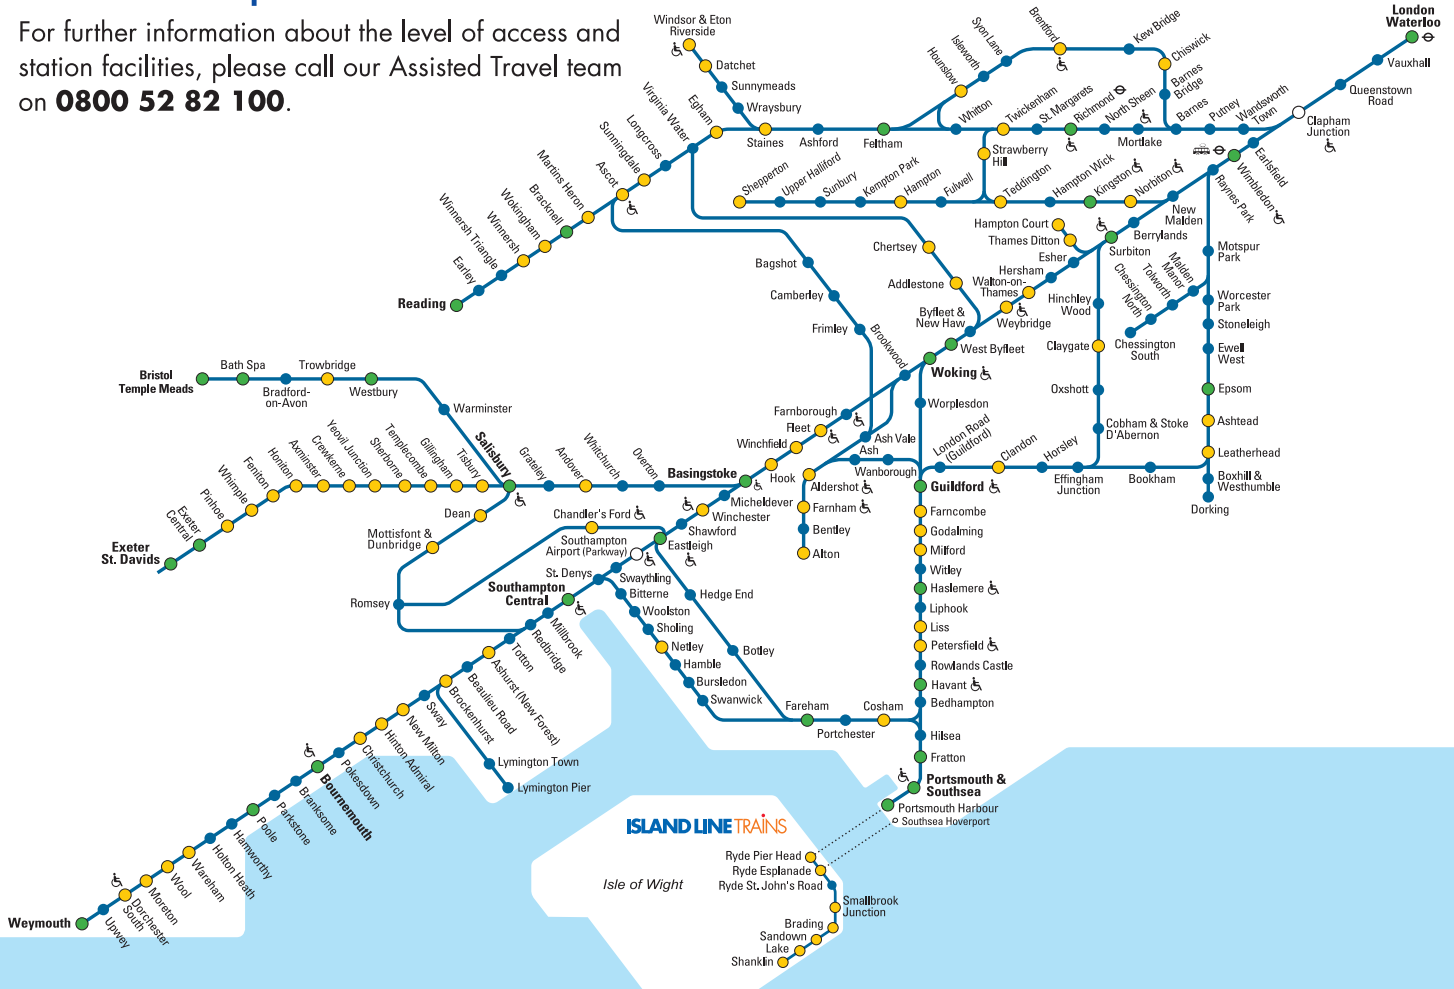 For further information about the level of access and
station facilities, please call our Assisted Travel team
on 0800 52 82 100.
Windsor & Eton
Riverside
Datchet
Sunnymeads
Wraysbury
Virginia Water
Egham
Staines
Ashford
Feltham
Hounslow
Isleworth
Syon Lane
Brentford
Kew Bridge
Chiswick
Barnes
Bridge
Whitton
Twickenham
St. Margarets
Richmond
North Sheen
Mortlake
Barnes
Putney
Wandsworth
Town
London
Waterloo
Vauxhall
Queenstown
Road
Clapham
Junction
Earlsfield
Wimbledon
Raynes Park
Strawberry
Hill
Shepperton
Upper Halliford
Sunbury
Kempton Park
Hampton
Fulwell
Teddington
Hampton Wick
Kingston
Norbiton
New
Malden
Berrylands
Surbiton
Hampton Court
Thames Ditton
Esher
Hersham
Walton-on-
Thames
Weybridge
Byfleet &
New Haw
West Byfleet
Woking
Chertsey
Addlestone
Longcross
Sunningdale
Ascot
Martins Heron
Bracknell
Wokingham
Winnersh
Winnersh Triangle
Earley
Reading
Bagshot
Camberley
Frimley
Brookwood
Motspur
Park
Malden
Manor
Tolworth
Chessington
North
Chessington
South
Worcester
Park
Stoneleigh
Ewell
West
Epsom
Ashtead
Leatherhead
Boxhill &
Westhumble
Dorking
Hinchley
Wood
Claygate
Oxshott
Cobham & Stoke
D'Abernon
Bookham
Effingham
Junction
Horsley
Clandon
London Road
(Guildford)
Worplesdon
Guildford
Wanborough
Ash
Ash Vale
Aldershot
Farnham
Bentley
Alton
Farnborough
Fleet
Winchfield
Hook
Basingstoke
Bristol
Temple Meads
Bath Spa
Bradford-
on-Avon
Trowbridge
Westbury
Warminster
Salisbury
Grateley
Andover
Whitchurch
Overton
Tisbury
Gillingham
Templecombe
Sherborne
Yeovil Junction
Crewkerne
Axminster
Honiton
Feniton
Whimple
Pinhoe
Exeter
Central
Exeter
St. Davids
Dean
Mottisfont &
Dunbridge
Romsey
Chandler's Ford
Micheldever
Winchester
Shawford
Eastleigh
Southampton
Airport (Parkway)
Swaythling
St. Denys
Southampton
Central
Millbrook
Redbridge
Totton
Ashurst (New Forest)
Beaulieu Road
Brockenhurst
Sway
New Milton
Hinton Admiral
Christchurch
Pokesdown
Bournemouth
Branksome
Parkstone
Poole
Hamworthy
Holton Heath
Wareham
Wool
Moreton
Dorchester
South
Upwey
Weymouth
Lymington Town
Lymington Pier
Bitterne
Woolston
Sholing
Netley
Hamble
Bursledon
Swanwick
Hedge End
Botley
Fareham
Portchester
Cosham
Farncombe
Godalming
Milford
Witley
Haslemere
Liphook
Liss
Petersfield
Rowlands Castle
Havant
Bedhampton
Hilsea
Fratton
Portsmouth &
Southsea
Portsmouth Harbour
Southsea Hoverport
ISLAND LINE TRAINS
Isle of Wight
Ryde Pier Head
Ryde Esplanade
Ryde St. John's Road
Smallbrook
Junction
Brading
Sandown
Lake
Shanklin